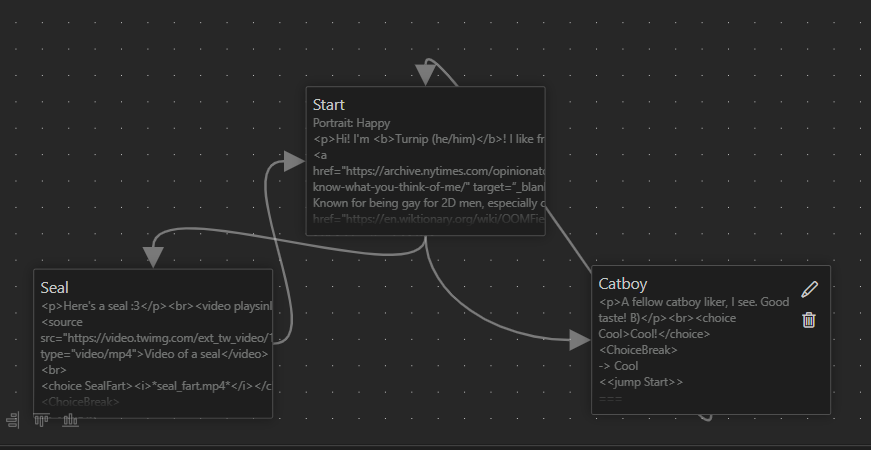 Start
Portrait: Happy
<p>Hi! I'm <b>Turnip (he/him)</b>! I like fr
<a
href="https://archive.nytimes.com/opinionato
know-what-you-think-of-me/" target="_blan
Known for being gay for 2D men, especially c
href="https://en.wiktionary.org/wiki/OOMFie
Seal
<p>Here's a seal :3</p><br><video playsinl
<source
src="https://video.twimg.com/ext_tw_video/1
type="video/mp4">Video of a seal</video>
<br>
<choice SealFart><i>*seal_fart.mp4*</i></c
<ChoiceBreak>
Catboy
<p>A fellow catboy liker, I see. Good
taste! B)</p><br><choice
Cool>Cool!</choice>
<ChoiceBreak>
-> Cool
<<jump Start>>
===